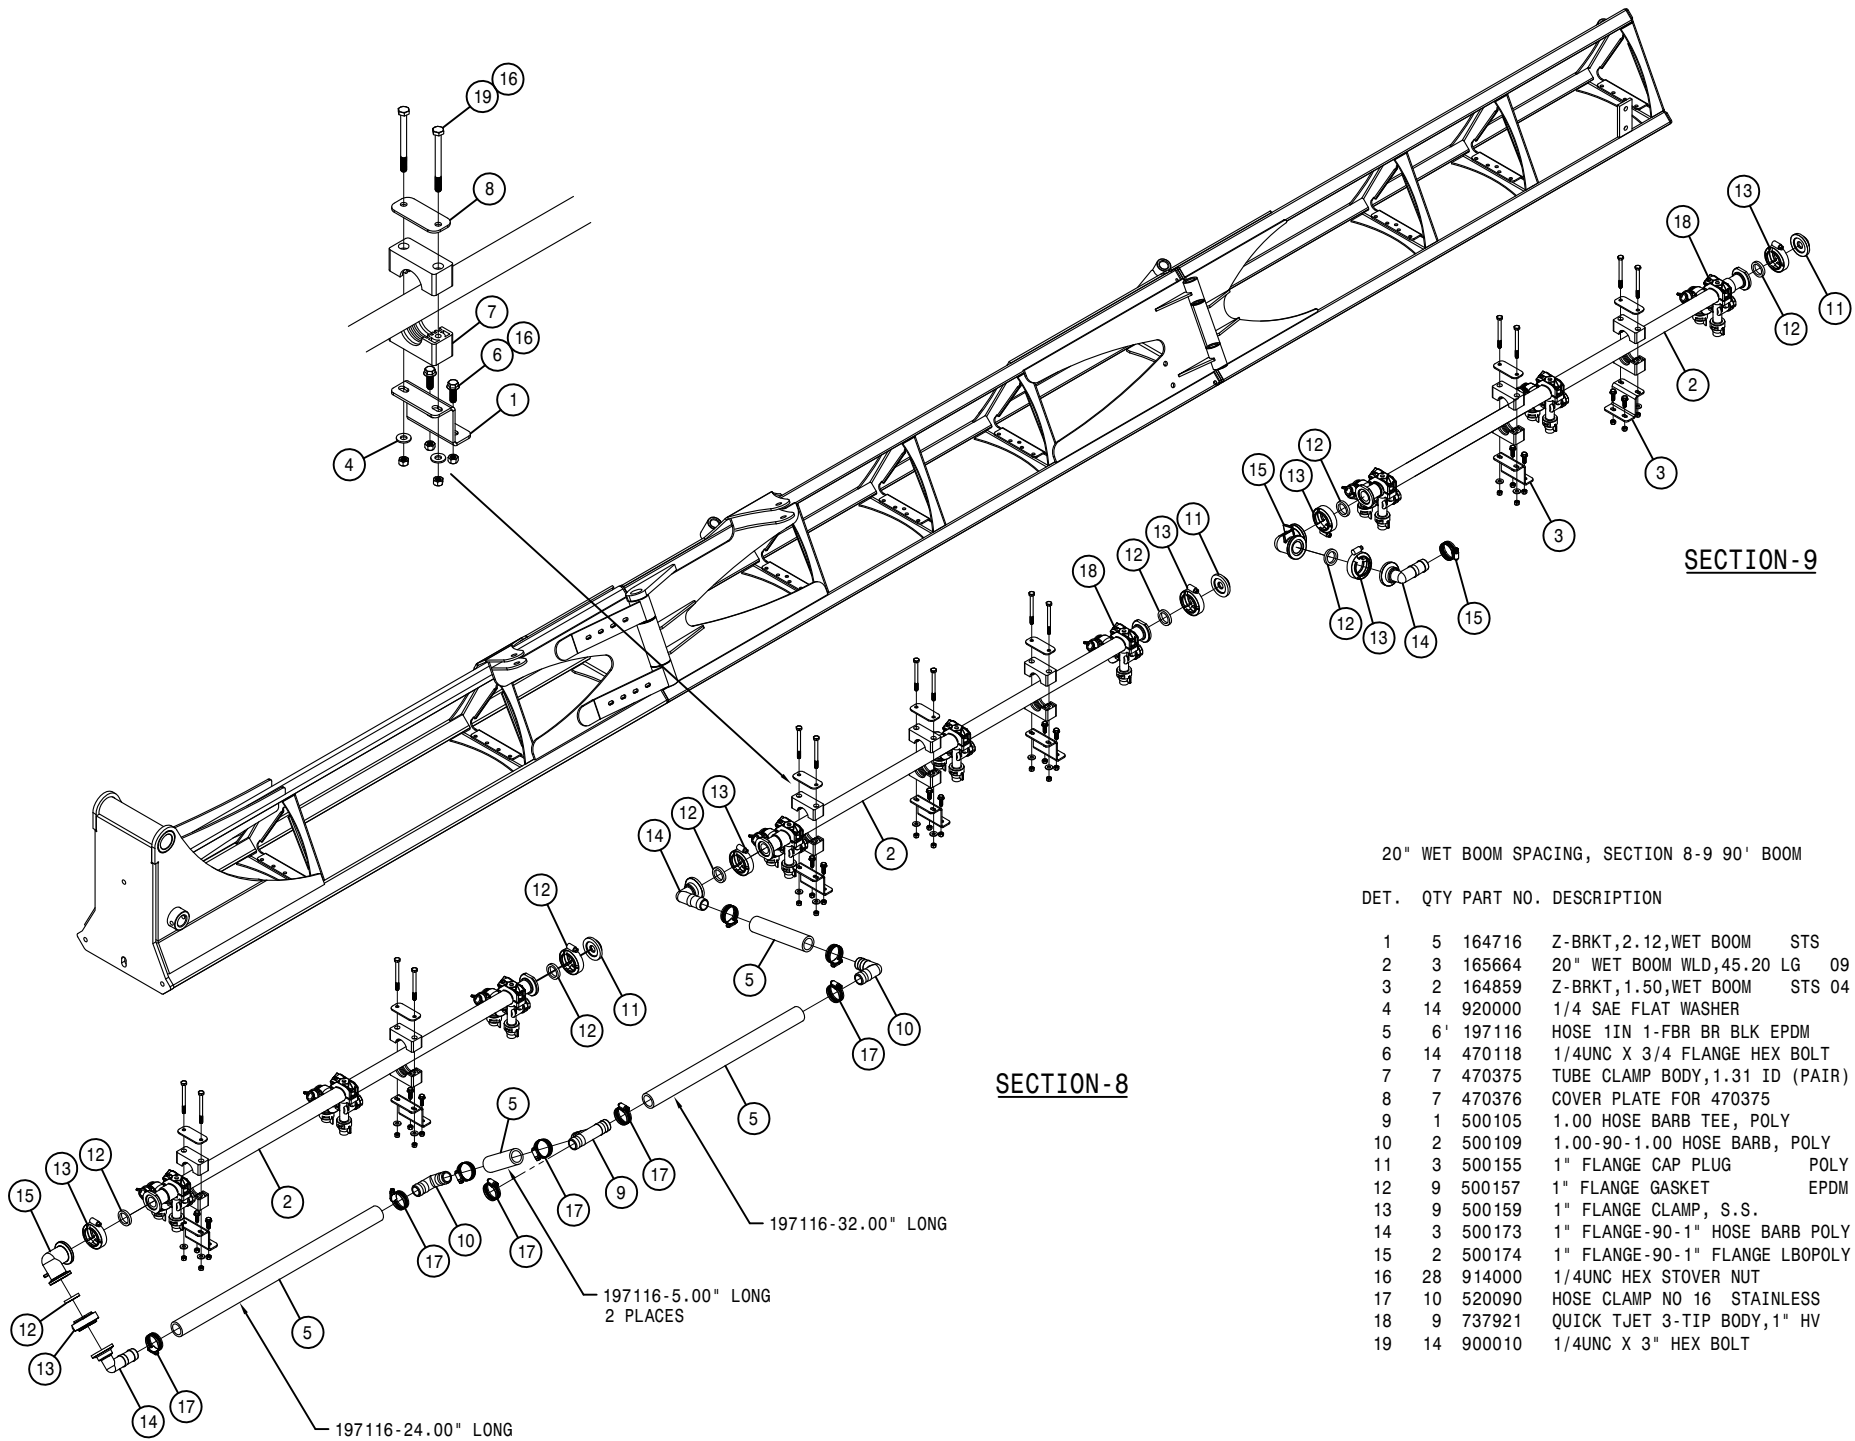 16
19
8
7
16
6
1
4
13
18
11
12
2
3
3
12
13
15
11
13
12
18
15
14
13
12
SECTION-9
13
12
14
2
5
10
17
12
11
12
SECTION-8
5
5
17
9
17
17
10
17
2
12
13
15
12
13
14
17
5
197116-32.00" LONG
197116-5.00" LONG
2 PLACES
197116-24.00" LONG
20" WET BOOM SPACING, SECTION 8-9 90' BOOM
DET. QTY PART NO. DESCRIPTION
1 5 164716 Z-BRKT,2.12,WET BOOM STS
2 3 165664 20" WET BOOM WLD,45.20 LG 09
3 2 164859 Z-BRKT,1.50,WET BOOM STS 04
4 14 920000 1/4 SAE FLAT WASHER
5 6' 197116 HOSE 1IN 1-FBR BR BLK EPDM
6 14 470118 1/4UNC X 3/4 FLANGE HEX BOLT
7 7 470375 TUBE CLAMP BODY,1.31 ID (PAIR)
8 7 470376 COVER PLATE FOR 470375
9 1 500105 1.00 HOSE BARB TEE, POLY
10 2 500109 1.00-90-1.00 HOSE BARB, POLY
11 3 500155 1" FLANGE CAP PLUG POLY
12 9 500157 1" FLANGE GASKET EPDM
13 9 500159 1" FLANGE CLAMP, S.S.
14 3 500173 1" FLANGE-90-1" HOSE BARB POLY
15 2 500174 1" FLANGE-90-1" FLANGE LBOPOLY
16 28 914000 1/4UNC HEX STOVER NUT
17 10 520090 HOSE CLAMP NO 16 STAINLESS
18 9 737921 QUICK TJET 3-TIP BODY,1" HV
19 14 900010 1/4UNC X 3" HEX BOLT